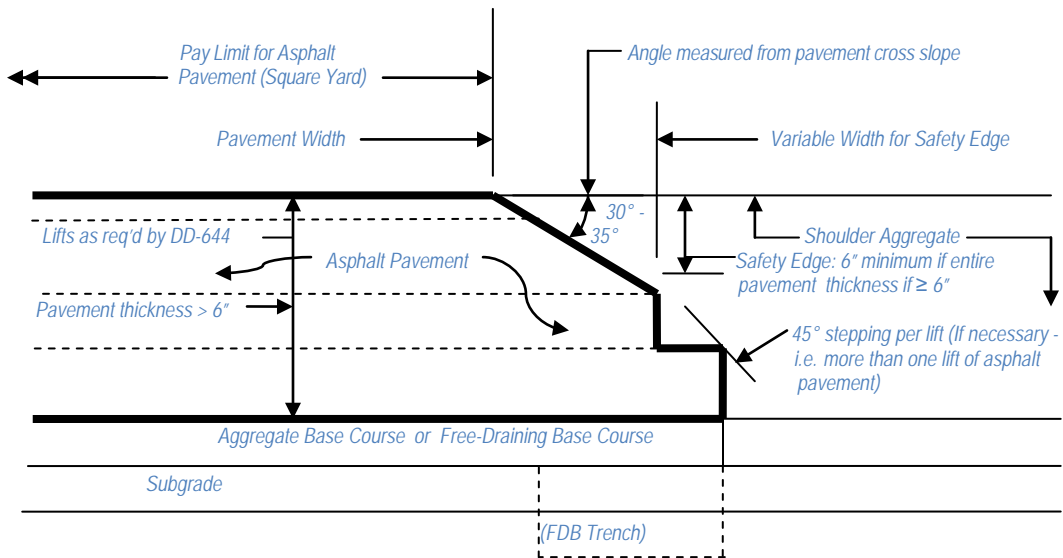 Pay Limit for Asphalt
Pavement (Square Yard)
Angle measured from pavement cross slope
Pavement Width
Variable Width for Safety Edge
30° -
35°
Lifts as req'd by DD-644
Shoulder Aggregate
Asphalt Pavement
Safety Edge: 6" minimum if entire
pavement thickness if ≥ 6"
Pavement thickness > 6"
45° stepping per lift (If necessary -
i.e. more than one lift of asphalt
pavement)
Aggregate Base Course or Free-Draining Base Course
Subgrade
(FDB Trench)